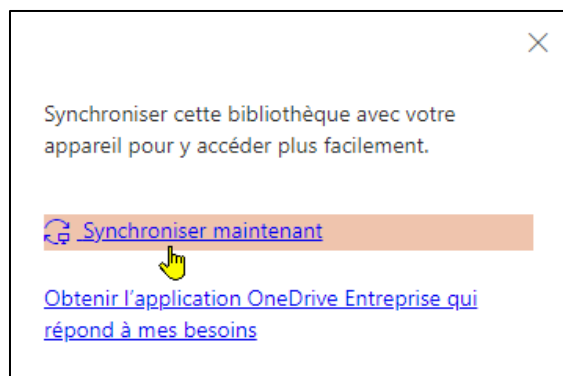 Synchroniser cette bibliothèque avec votre
appareil pour y accéder plus facilement.
Synchroniser maintenant
Obtenir l'application OneDrive Entreprise qui
répond à mes besoins